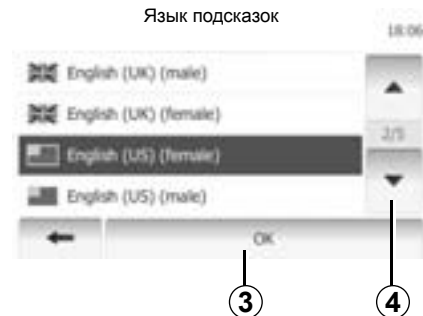 Язык подсказок
18:06
English (UK) (male)
English (UK) (female)
2/5
English (US) (female)
English (US) (male)
OK
3 4